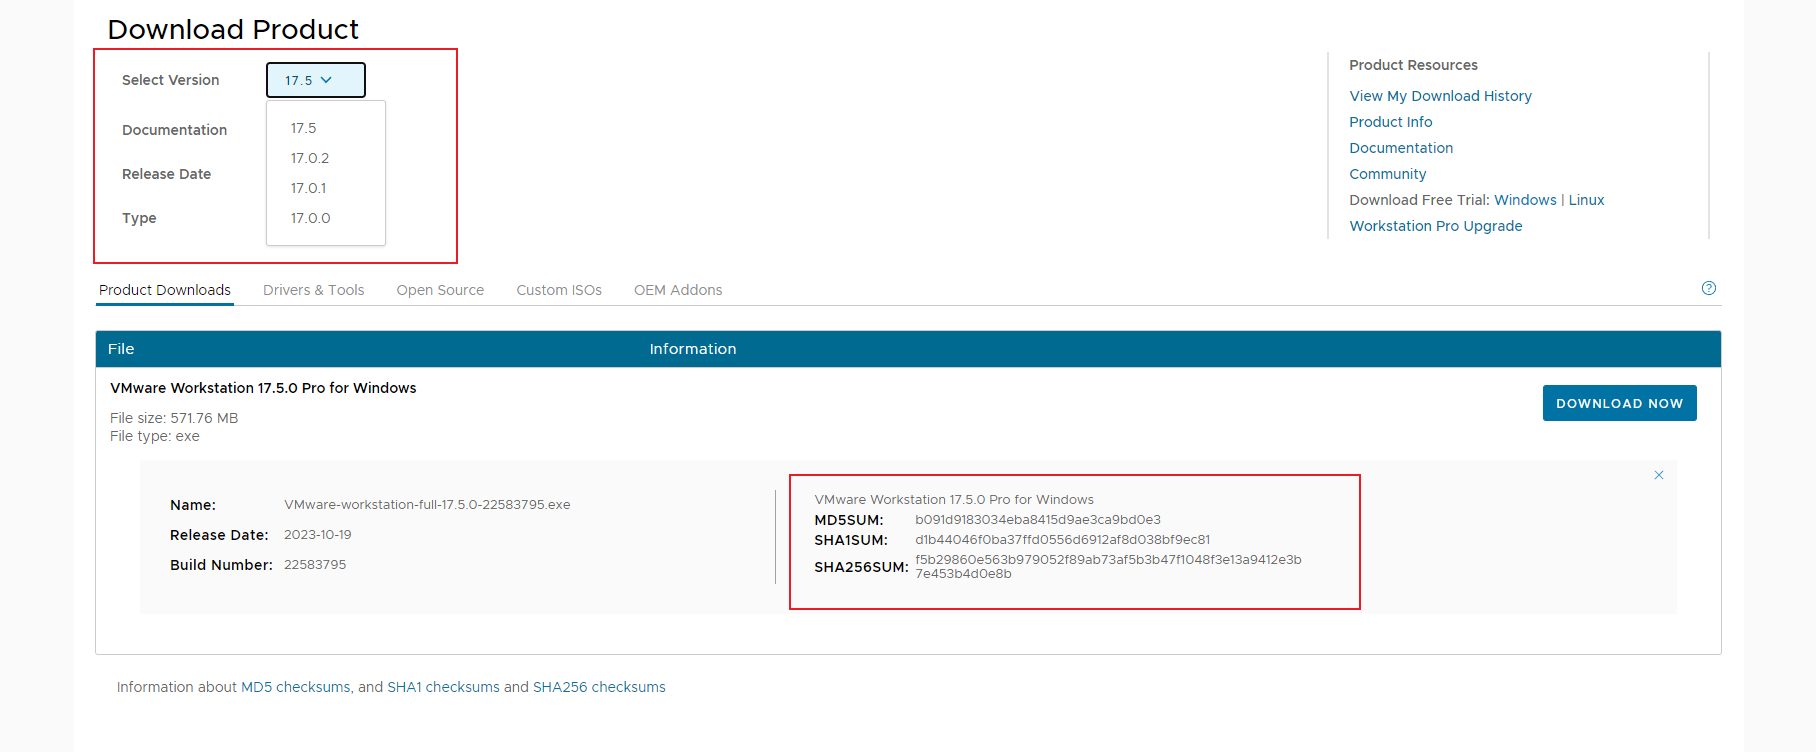 Download Product
Select Version 17.5
Documentation
Release Date
Type
17.5
17.0.2
17.0.1
17.0.0
Product Resources
View My Download History
Product Info
Documentation
Community
Download Free Trial: Windows | Linux
Workstation Pro Upgrade
Product Downloads Drivers & Tools Open Source Custom ISOs OEM Addons
File Information
VMware Workstation 17.5.0 Pro for Windows
File size: 571.76 MB
File type: exe
DOWNLOAD NOW
Name: VMware-workstation-full-17.5.0-22583795.exe
Release Date: 2023-10-19
Build Number: 22583795
VMware Workstation 17.5.0 Pro for Windows
MD5SUM: b091d9183034eba8415d9ae3ca9bd0e3
SHA1SUM: d1b44046f0ba37ffd0556d6912af8d038bf9ec81
SHA256SUM: f5b29860e563b979052f89ab73af5b3b47f1048f3e13a9412e3b
7e453b4d0e8b
Information about MD5 checksums, and SHA1 checksums and SHA256 checksums